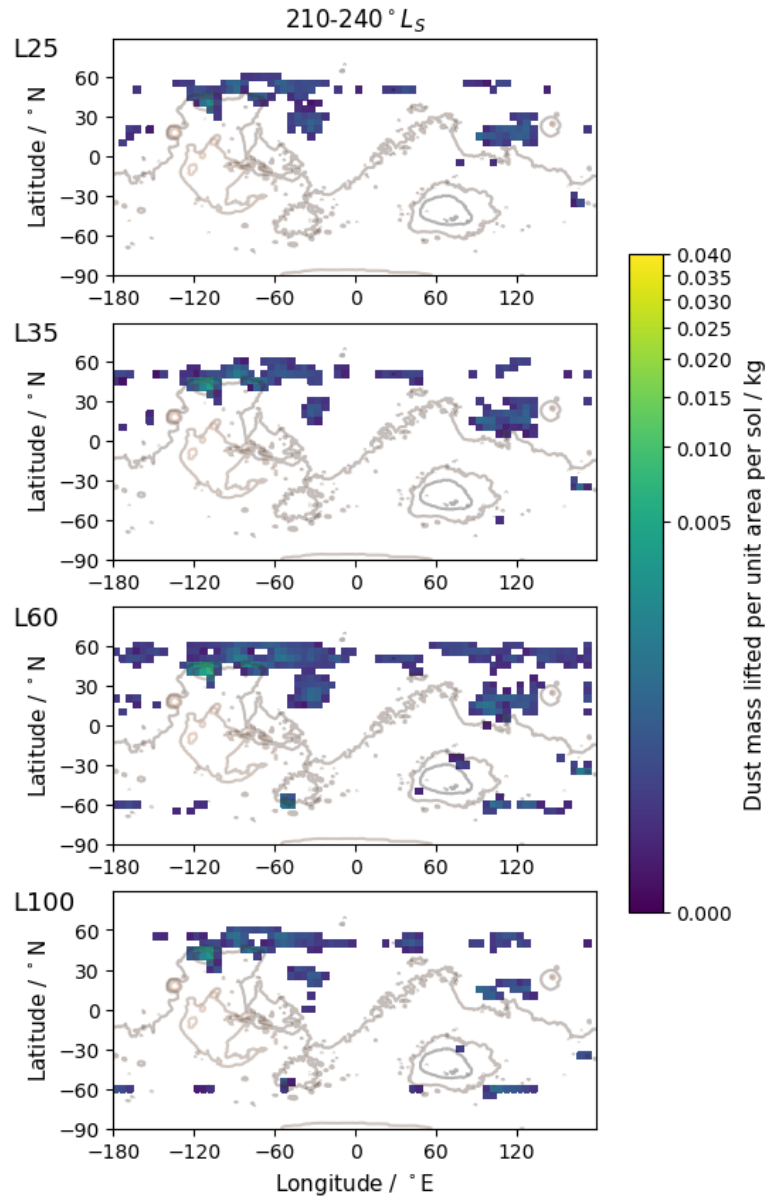 210-240°L_S
L25
Latitude / °N
60
30
0
−30
−60
−90
−180 −120 −60 0 60 120
L35
Latitude / °N
60
30
0
−30
−60
−90
−180 −120 −60 0 60 120
L60
Latitude / °N
60
30
0
−30
−60
−90
−180 −120 −60 0 60 120
L100
Latitude / °N
60
30
0
−30
−60
−90
−180 −120 −60 0 60 120
Longitude / °E
0.040
0.035
0.030
0.025
0.020
0.015
0.010
0.005
0.000
Dust mass lifted per unit area per sol / kg